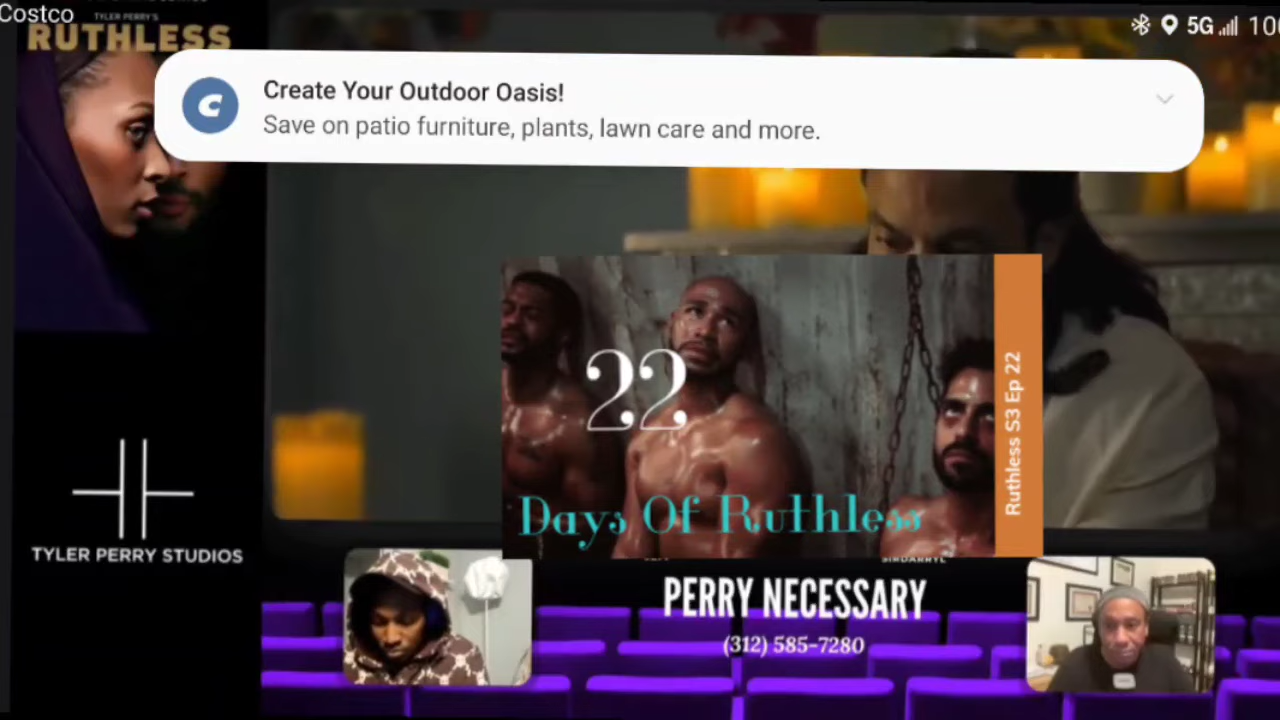 Costco
5G
TYLER PERRY'S
RUTHLESS
Create Your Outdoor Oasis!
Save on patio furniture, plants, lawn care and more.
22
Days Of Ruthless
Ruthless S3 Ep 22
TYLER PERRY STUDIOS
SIRDARRYL
PERRY NECESSARY
(312) 585-7280